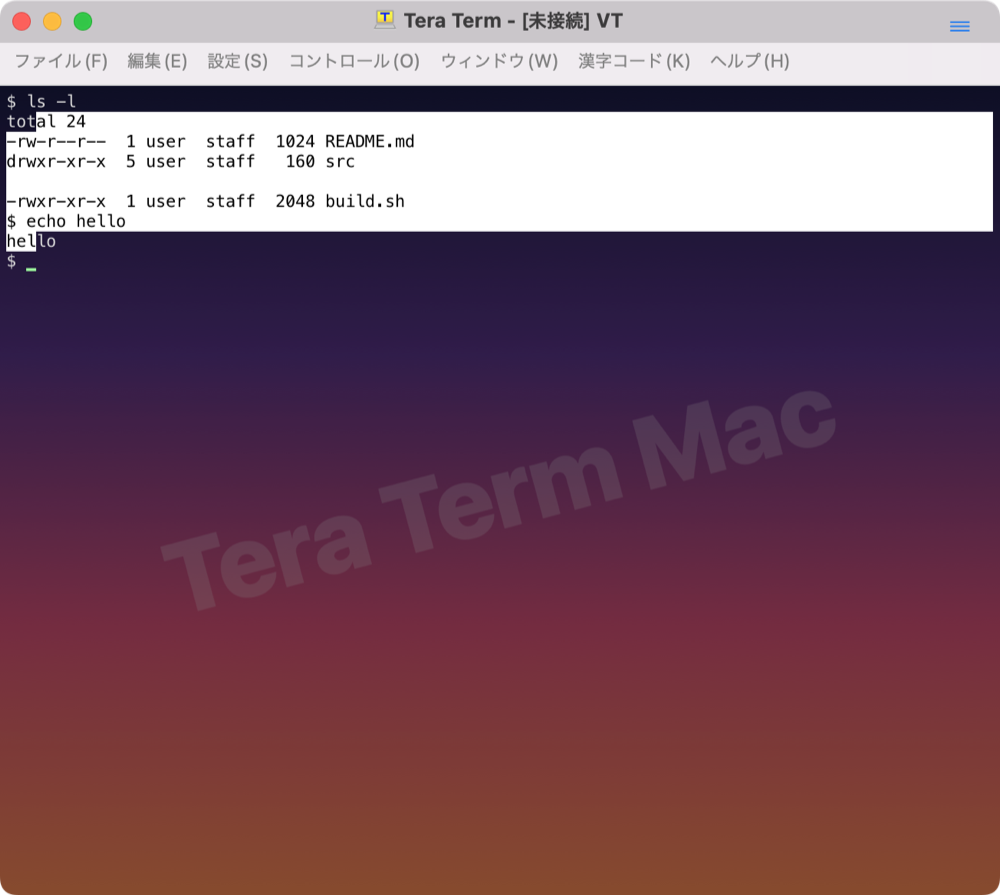 Tera Term - [未接続] VT
ファイル(F) 編集(E) 設定(S) コントロール(O) ウィンドウ(W) 漢字コード(K) ヘルプ(H)
$ ls -l
total 24
-rw-r--r--  1 user  staff  1024 README.md
drwxr-xr-x  5 user  staff   160 src
-rwxr-xr-x  1 user  staff  2048 build.sh
$ echo hello
hello
$ _
Tera Term Mac